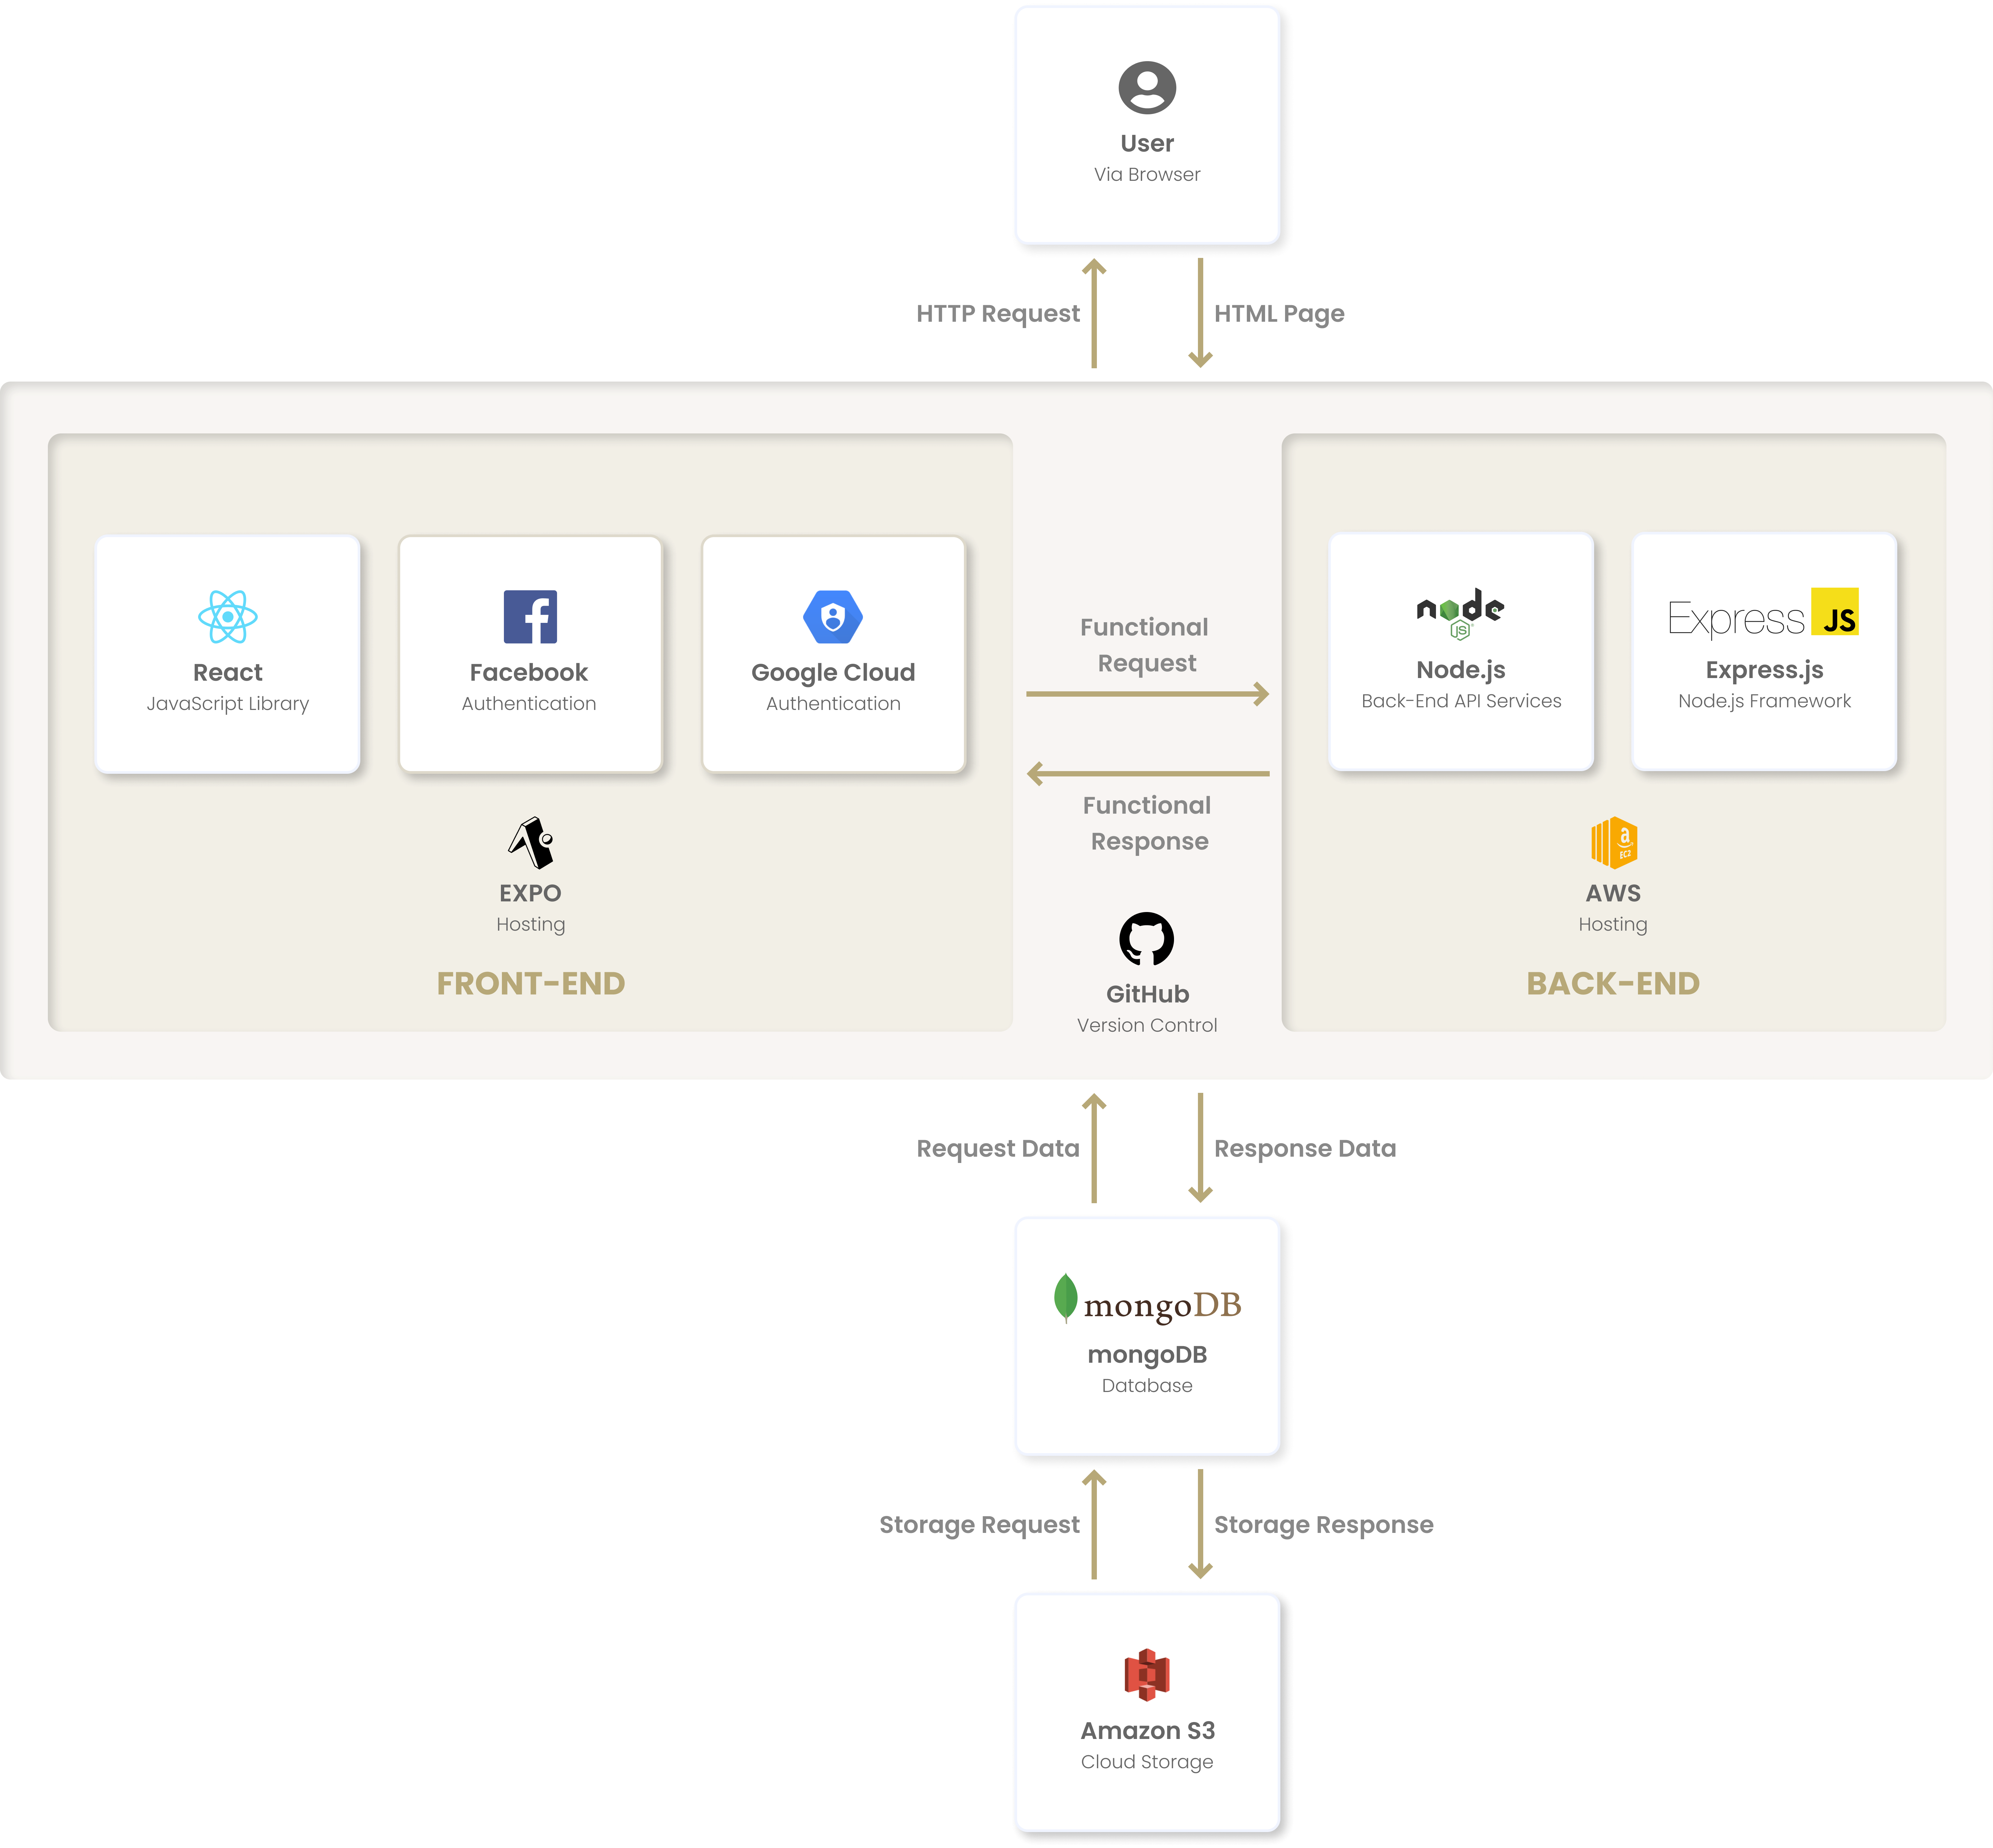 User
Via Browser
HTTP Request
HTML Page
React
JavaScript Library
Facebook
Authentication
Google Cloud
Authentication
EXPO
Hosting
FRONT-END
Functional
Request
Functional
Response
GitHub
Version Control
node
JS
Node.js
Back-End API Services
Express JS
Express.js
Node.js Framework
a
EC2
AWS
Hosting
BACK-END
Request Data
Response Data
mongoDB
mongoDB
Database
Storage Request
Storage Response
Amazon S3
Cloud Storage